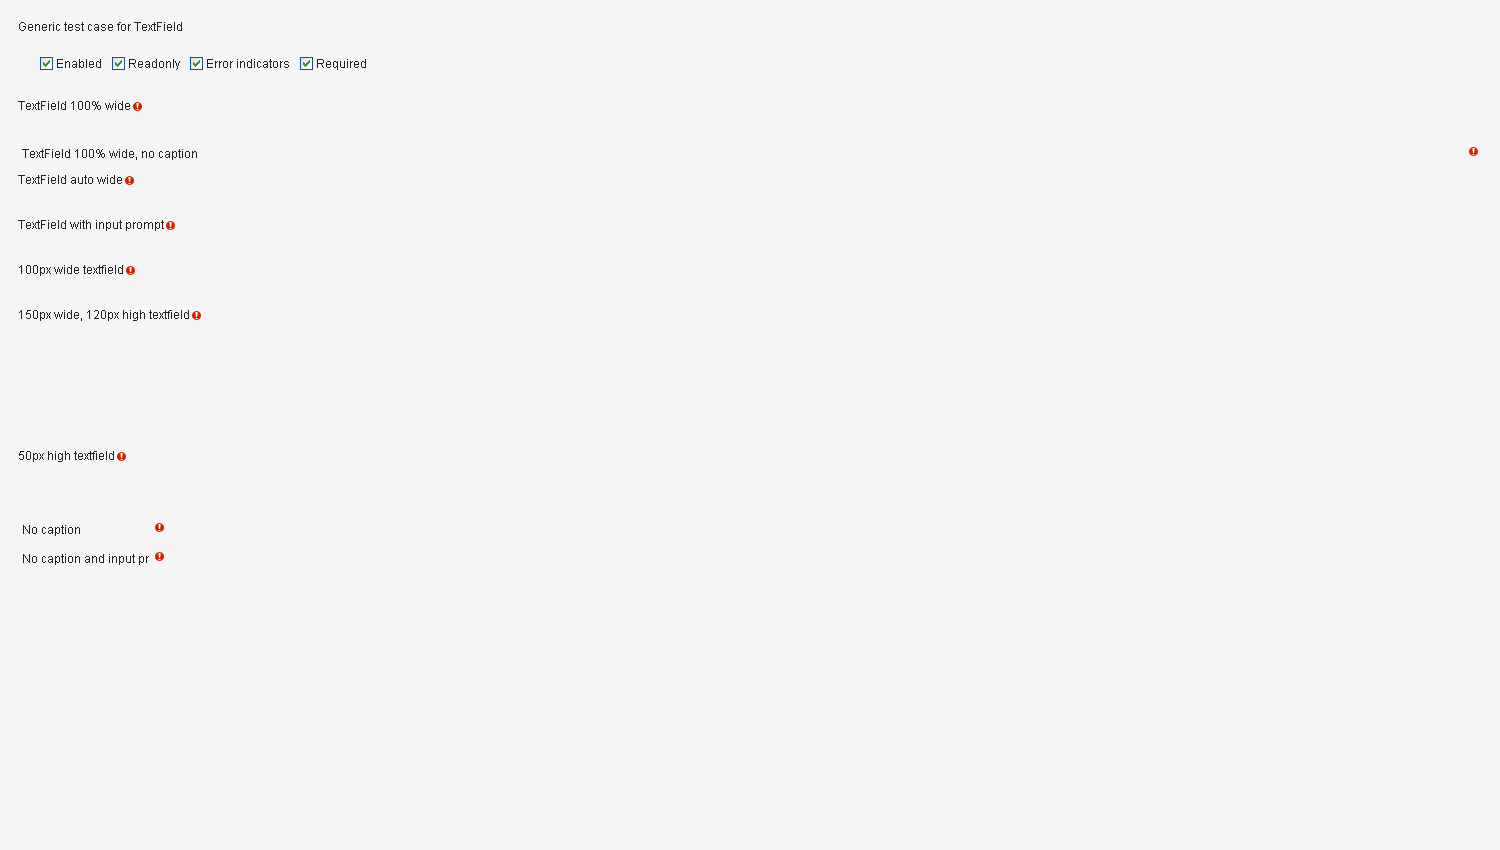 Generic test case for TextField
Enabled Readonly Error indicators Required
TextField 100% wide
TextField 100% wide, no caption
TextField auto wide
TextField with input prompt
100px wide textfield
150px wide, 120px high textfield
50px high textfield
No caption
No caption and input pr